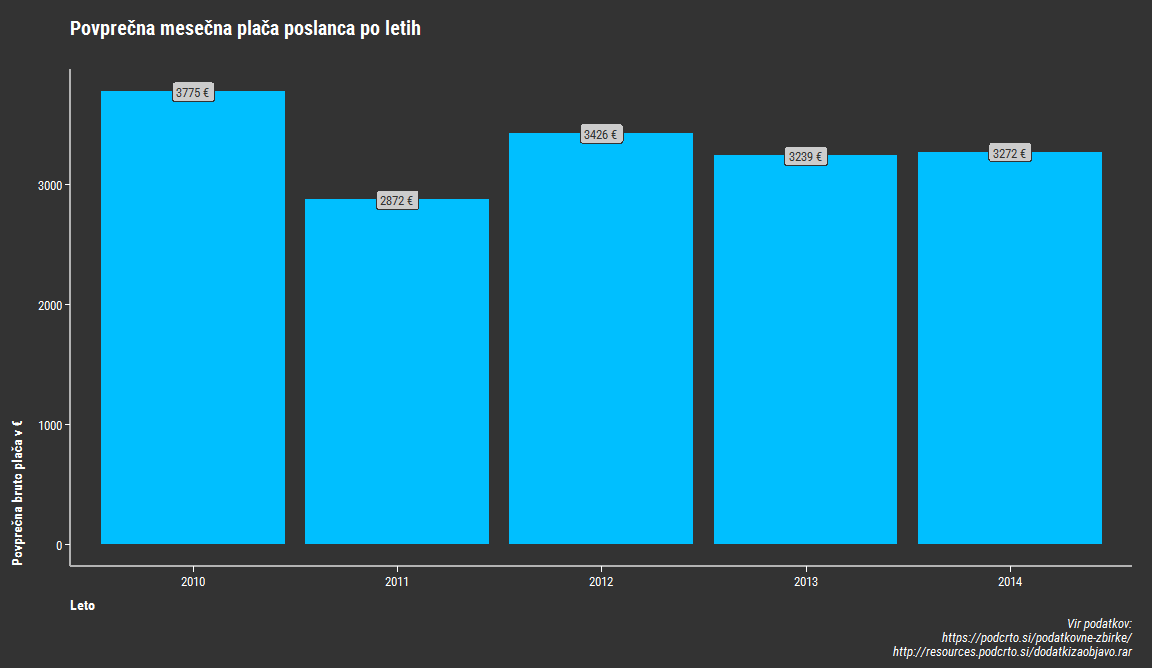 Povprečna mesečna plača poslanca po letih
3775 €
2872 €
3426 €
3239 €
3272 €
3000
2000
1000
0
Povprečna bruto plača v €
2010
2011
2012
2013
2014
Leto
Vir podatkov:
https://podcrto.si/podatkovne-zbirke/
http://resources.podcrto.si/dodatkizaobjavo.rar